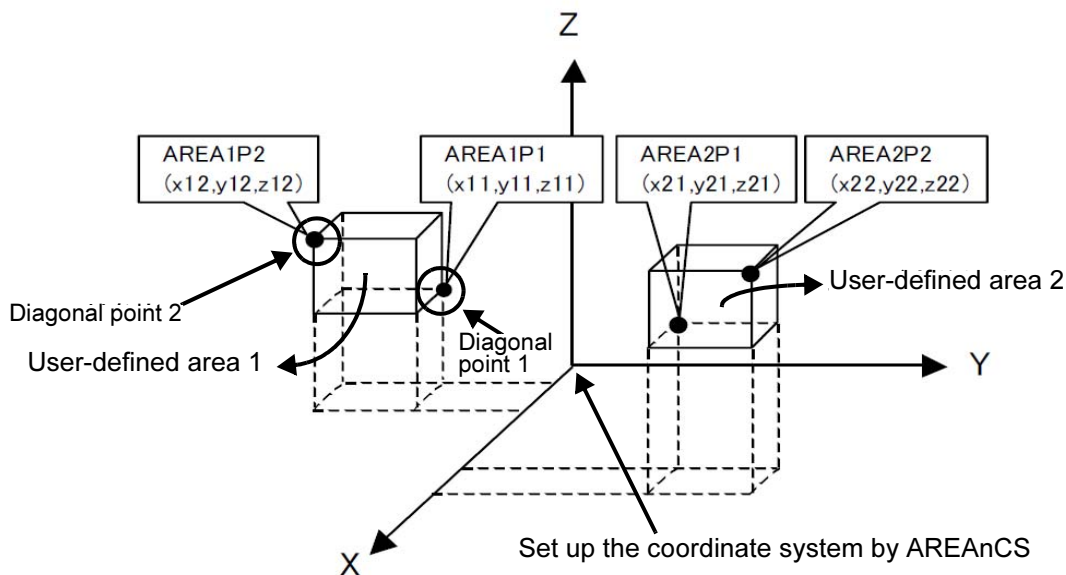 Z
AREA1P2
(x12,y12,z12)
AREA1P1
(x11,y11,z11)
AREA2P1
(x21,y21,z21)
AREA2P2
(x22,y22,z22)
User-defined area 2
Diagonal point 2
User-defined area 1
Diagonal
point 1
Y
X
Set up the coordinate system by AREAnCS